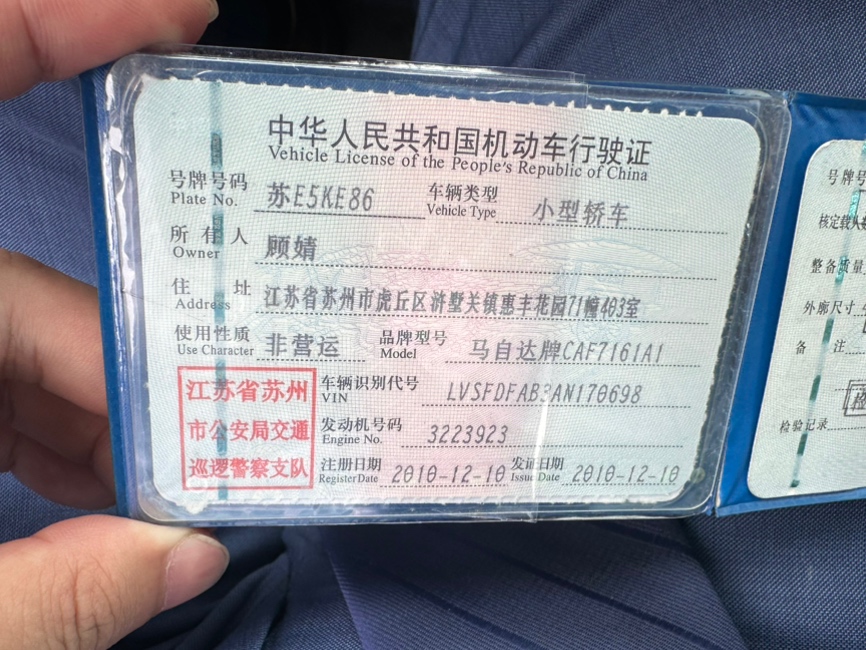 中华人民共和国机动车行驶证
Vehicle License of the People's Republic of China
号牌号码 苏E5KE86 车辆类型 小型轿车
Plate No. Vehicle Type
所有人 顾婧
Owner
住址 江苏省苏州市虎丘区浒墅关镇惠丰花园71幢403室
Address
使用性质 非营运 品牌型号 马自达牌CAF7161A1
Use Character Model
江苏省苏州
市公安局交通
巡逻警察支队
车辆识别代号 LVSFDFAB3AN170698
VIN
发动机号码 3223923
Engine No.
注册日期 2010-12-10 发证日期 2010-12-10
Register Date Issue Date
号牌号
核定载人数
整备质量
外廓尺寸
备注
检验记录